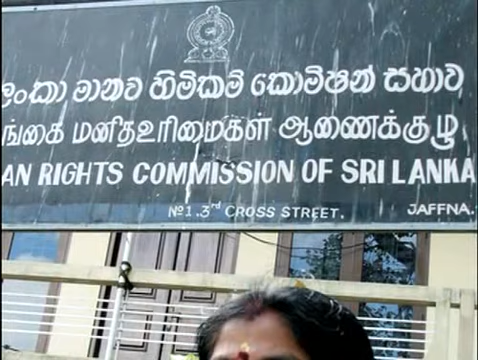 ලංකා මානව හිමිකම් කොමිෂන් සභාව
ங்கை மனிதஉரிமைகள் ஆணைக்குழு
AN RIGHTS COMMISSION OF SRI LANKA
№1.3rd CROSS STREET.
JAFFNA.